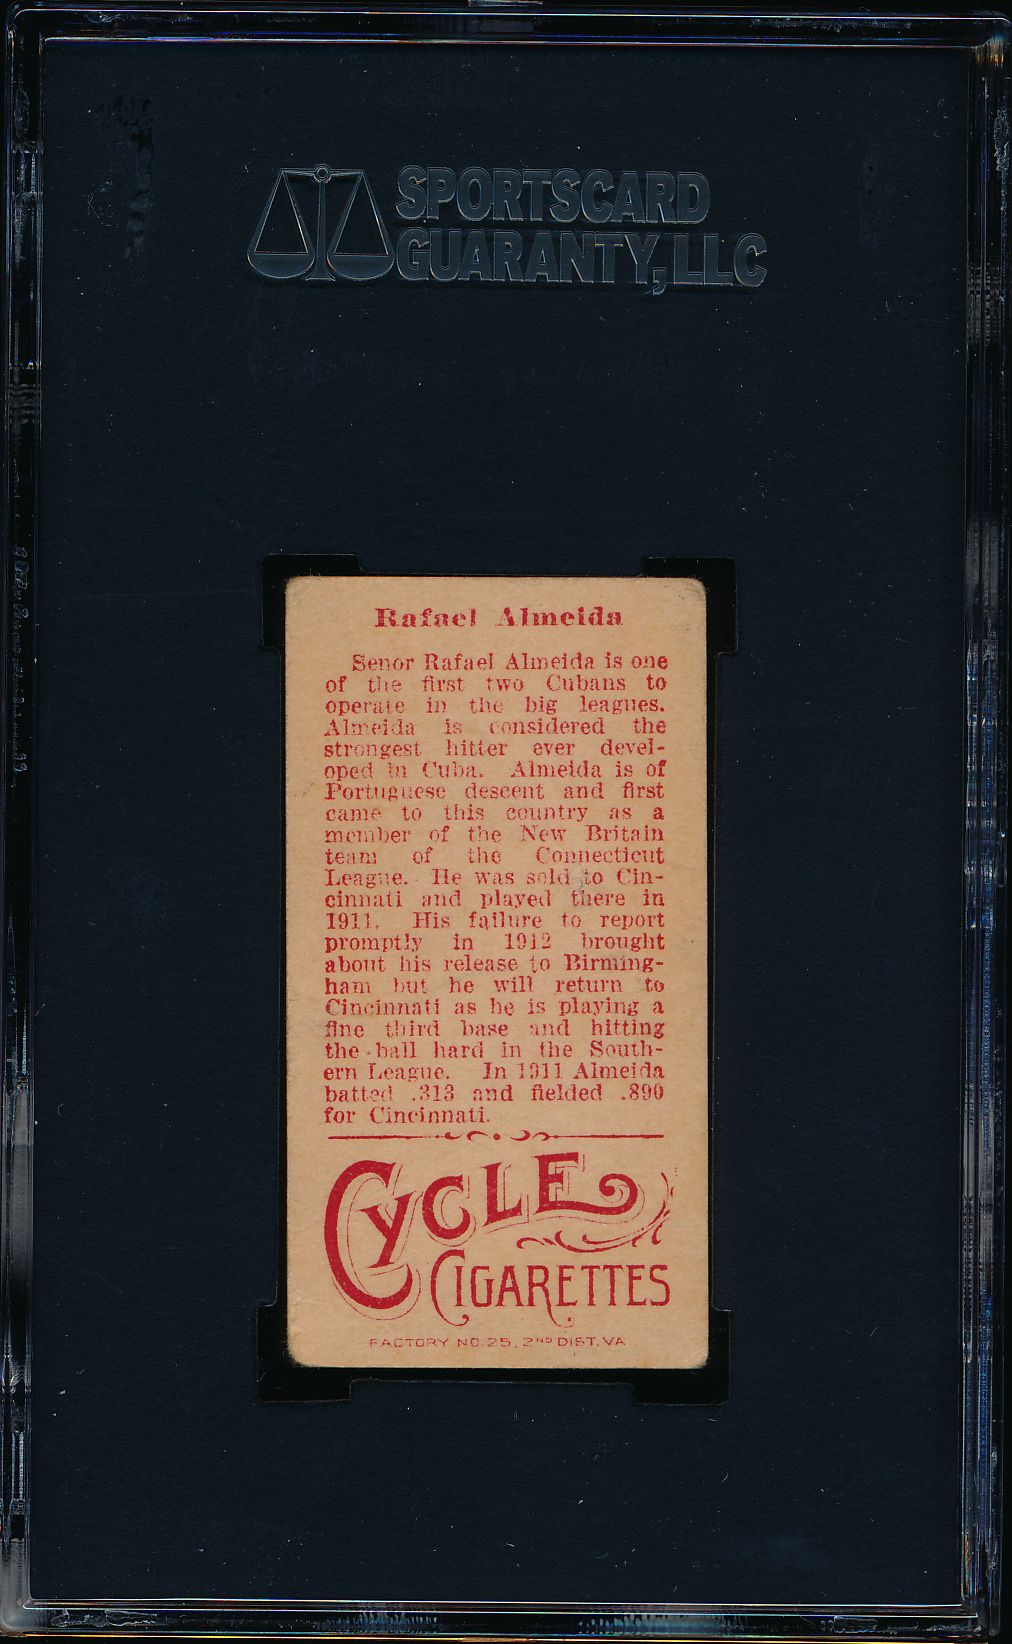 SPORTSCARD
GUARANTY, LLC
Rafael Almeida
Senor Rafael Almeida is one
of the first two Cubans to
operate in the big leagues.
Almeida is considered the
strongest hitter ever devel-
oped in Cuba. Almeida is of
Portuguese descent and first
came to this country as a
member of the New Britain
team of the Connecticut
League. He was sold to Cin-
cinnati and played there in
1911. His failure to report
promptly in 1912 brought
about his release to Birming-
ham but he will return to
Cincinnati as he is playing a
fine third base and hitting
the ball hard in the South-
ern League. In 1911 Almeida
batted .313 and fielded .890
for Cincinnati.
CYCLE
CIGARETTES
FACTORY NO. 25, 2ND DIST. VA.